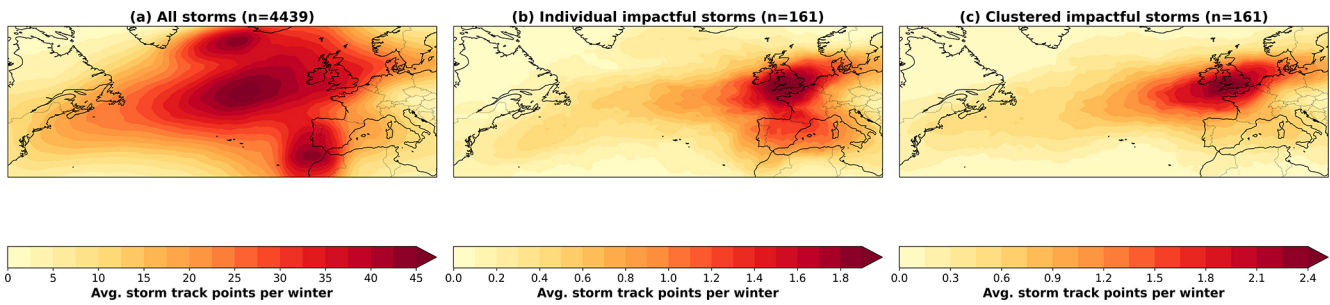 (a) All storms (n=4439)
(b) Individual impactful storms (n=161)
(c) Clustered impactful storms (n=161)
0 5 10 15 20 25 30 35 40 45
0.0 0.2 0.4 0.6 0.8 1.0 1.2 1.4 1.6 1.8
0.0 0.3 0.6 0.9 1.2 1.5 1.8 2.1 2.4
Avg. storm track points per winter
Avg. storm track points per winter
Avg. storm track points per winter